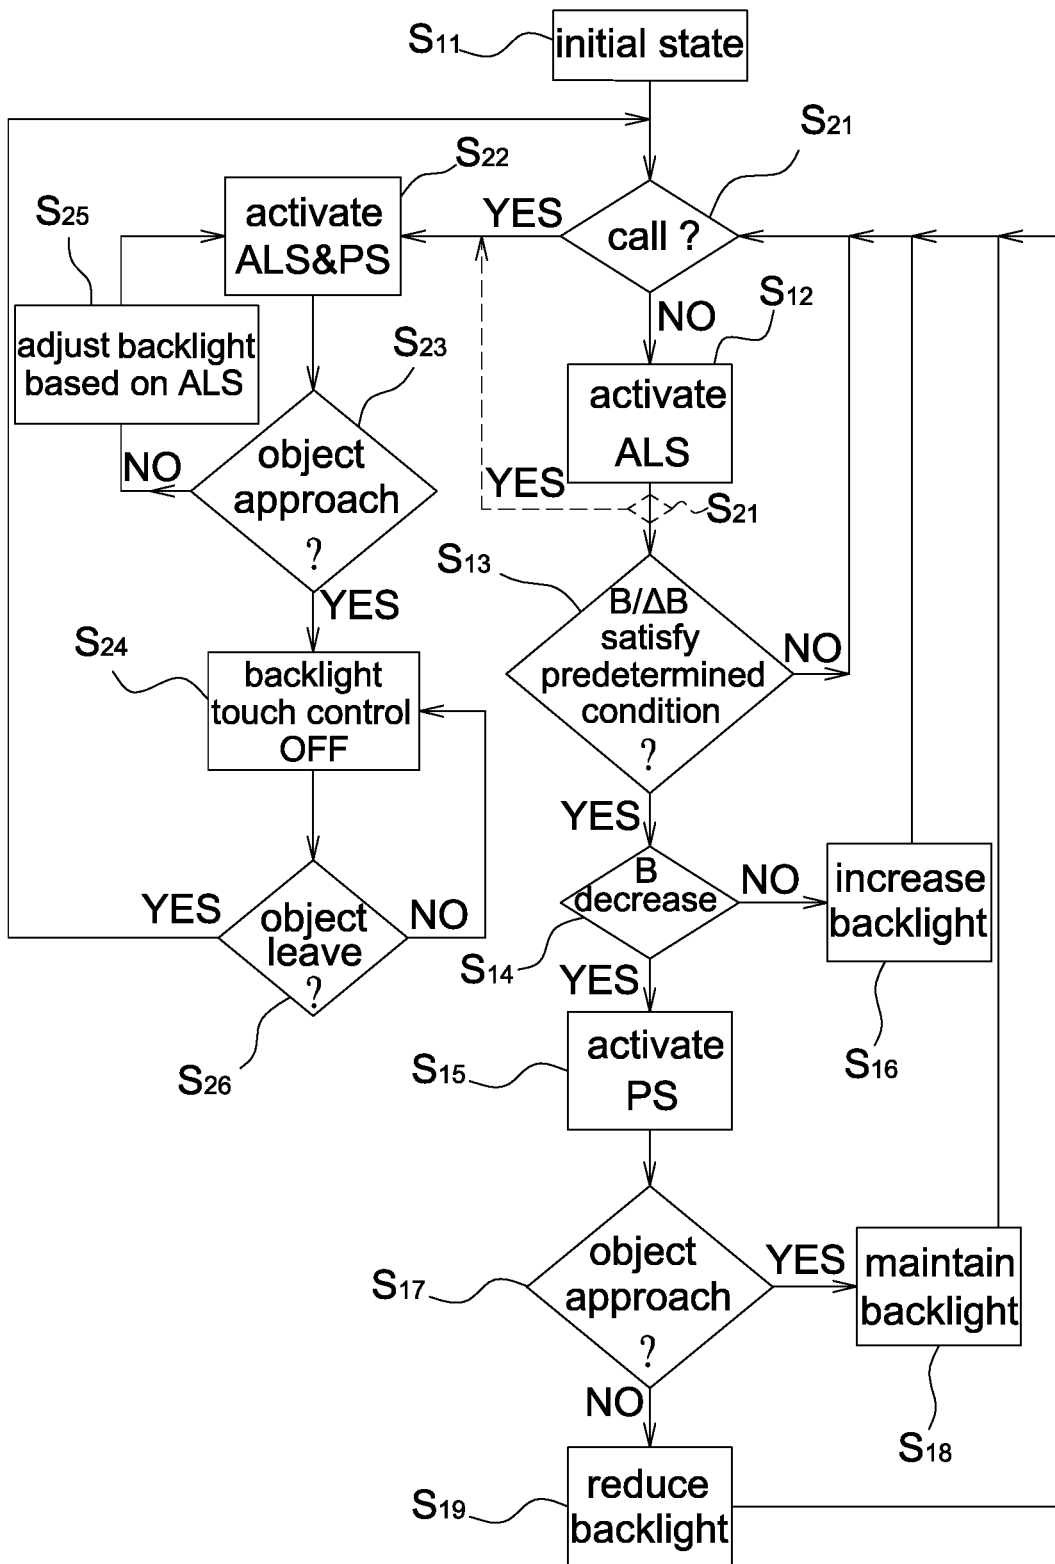 S11
initial state
S21
call ?
YES
NO
S22
activate
ALS&PS
S25
adjust backlight
based on ALS
S12
activate
ALS
S23
object
approach
?
NO
YES
YES
S21
S13
B/ΔB
satisfy
predetermined
condition
?
NO
YES
S24
backlight
touch control
OFF
S26
object
leave
?
YES
NO
S14
B
decrease
NO
YES
S16
increase
backlight
S15
activate
PS
S17
object
approach
?
YES
NO
S18
maintain
backlight
S19
reduce
backlight